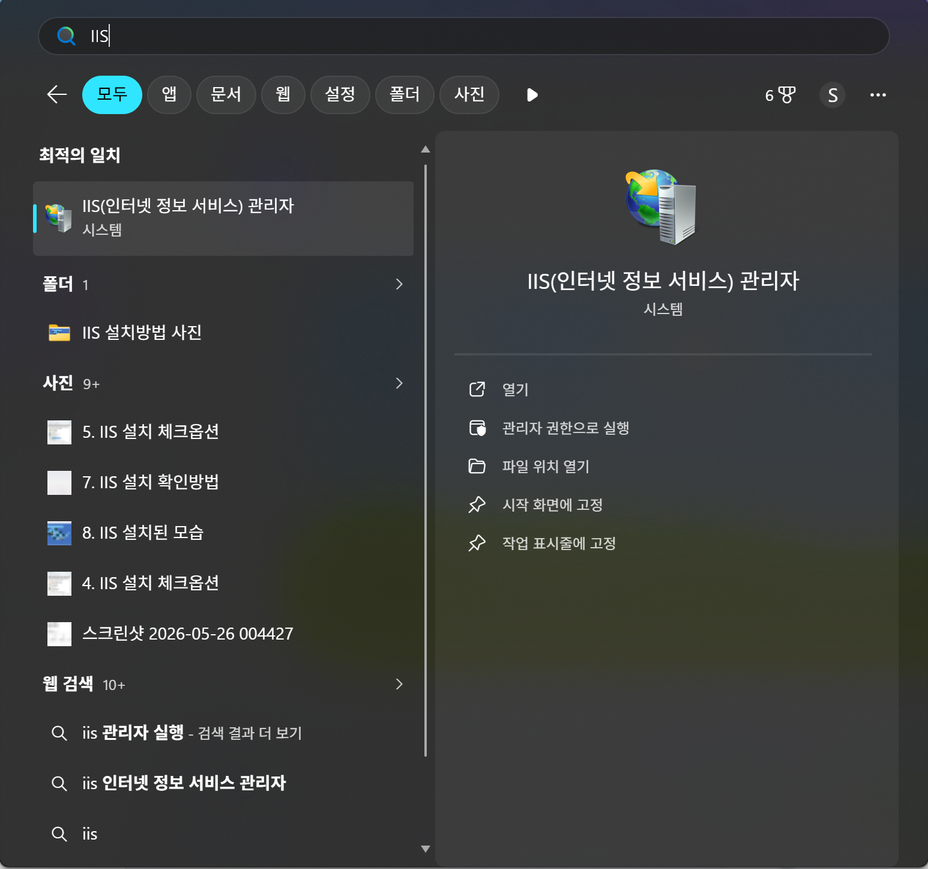 IIS
모두 앱 문서 웹 설정 폴더 사진 6 S
최적의 일치
IIS(인터넷 정보 서비스) 관리자
시스템
폴더 1
IIS 설치방법 사진
사진 9+
5. IIS 설치 체크옵션
7. IIS 설치 확인방법
8. IIS 설치된 모습
4. IIS 설치 체크옵션
스크린샷 2026-05-26 004427
웹 검색 10+
iis 관리자 실행 - 검색 결과 더 보기
iis 인터넷 정보 서비스 관리자
iis
IIS(인터넷 정보 서비스) 관리자
시스템
열기
관리자 권한으로 실행
파일 위치 열기
시작 화면에 고정
작업 표시줄에 고정